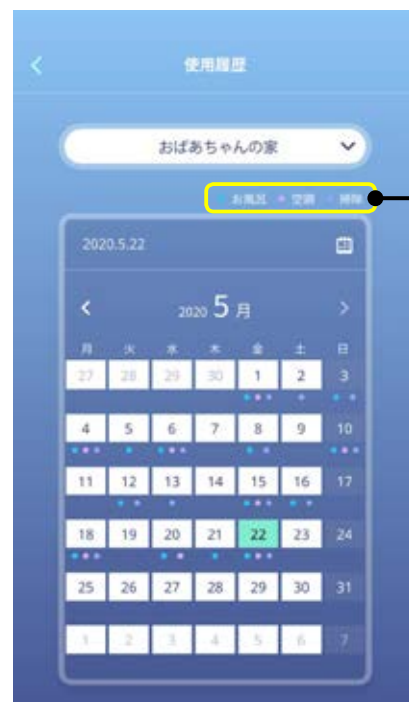 使用履歴
おばあちゃんの家
お風呂 空調 掃除
2020.5.22
2020 5 月
月 火 水 木 金 土 日
27 28 29 30 1 2 3
4 5 6 7 8 9 10
11 12 13 14 15 16 17
18 19 20 21 22 23 24
25 26 27 28 29 30 31
1 2 3 4 5 6 7